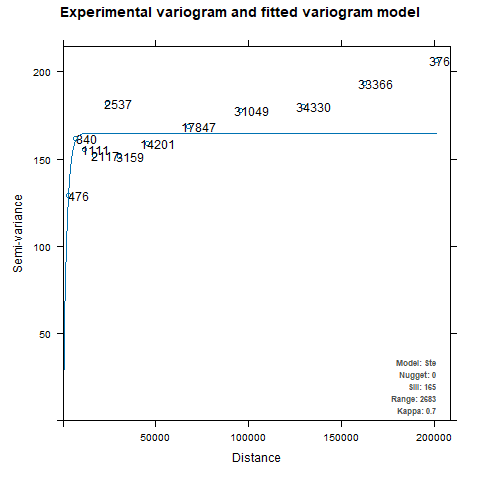 Experimental variogram and fitted variogram model
376
33366
2537
34330
31049
17847
840
14201
1111
2117
3159
476
200
150
100
50
Semi-variance
Model: Ste
Nugget: 0
Sill: 165
Range: 2683
Kappa: 0.7
50000 100000 150000 200000
Distance